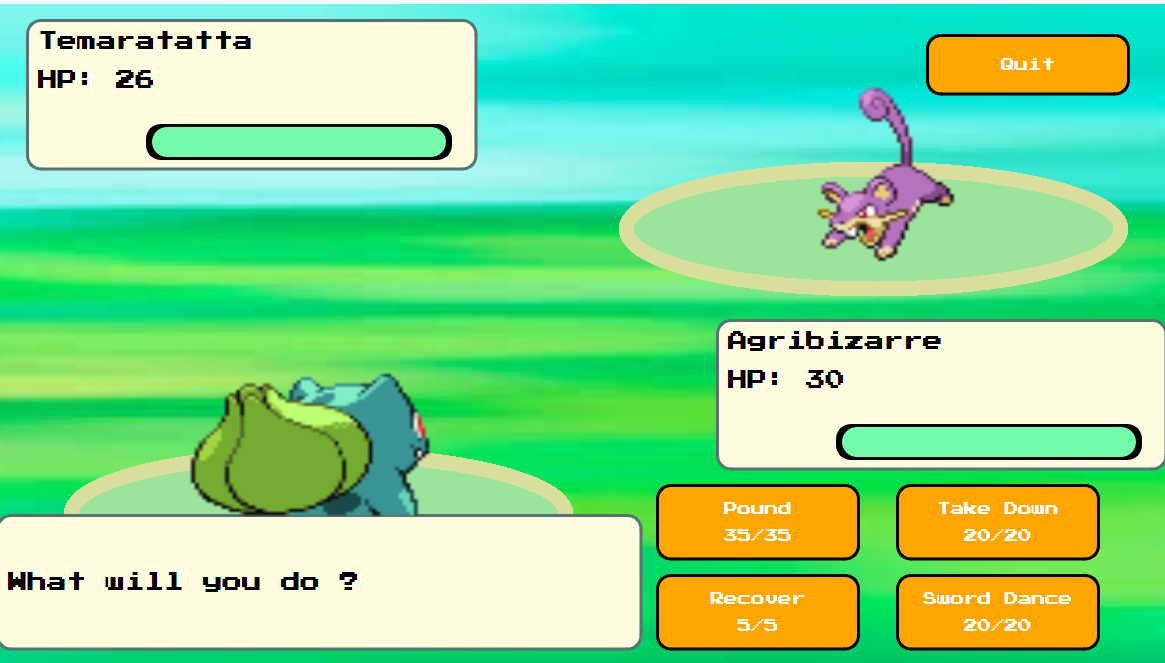 Temaratatta
HP: 26
Quit
Agribizarre
HP: 30
Pound
35/35
Take Down
20/20
What will you do ?
Recover
5/5
Sword Dance
20/20